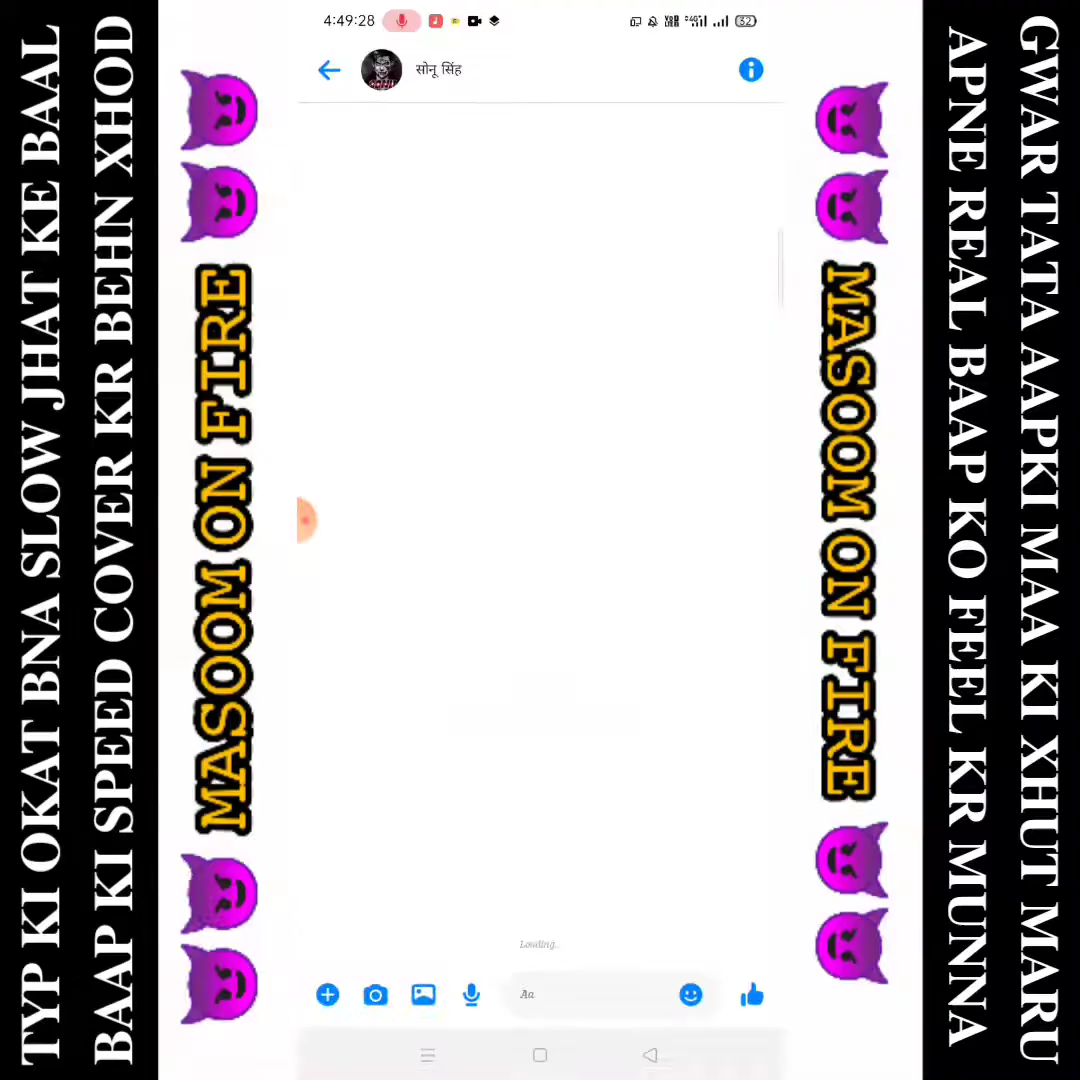 TYP KI OKAT BNA SLOW JHAT KE BAAL
BAAP KI SPEED COVER KR BEHN XHOD
MASOOM ON FIRE
4:49:28
32
सोनू सिंह
Loading..
Aa
MASOOM ON FIRE
GWAR TATA AAPKI MAA KI XHUT MARU
APNE REAL BAAP KO FEEL KR MUNNA